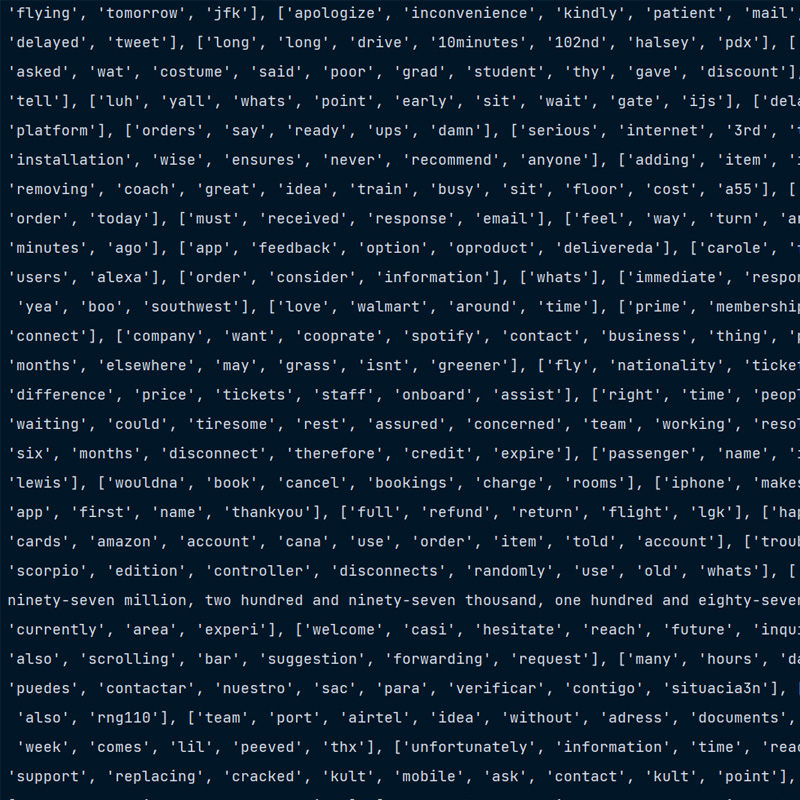 'flying', 'tomorrow', 'jfk'], ['apologize', 'inconvenience', 'kindly', 'patient', 'mail',
'delayed', 'tweet'], ['long', 'long', 'drive', '10minutes', '102nd', 'halsey', 'pdx'], [
'asked', 'wat', 'costume', 'said', 'poor', 'grad', 'student', 'thy', 'gave', 'discount'],
'tell'], ['luh', 'yall', 'whats', 'point', 'early', 'sit', 'wait', 'gate', 'ijs'], ['dela
'platform'], ['orders', 'say', 'ready', 'ups', 'damn'], ['serious', 'internet', '3rd', '
'installation', 'wise', 'ensures', 'never', 'recommend', 'anyone'], ['adding', 'item', '
'removing', 'coach', 'great', 'idea', 'train', 'busy', 'sit', 'floor', 'cost', 'a55'], [
'order', 'today'], ['must', 'received', 'response', 'email'], ['feel', 'way', 'turn', 'a
'minutes', 'ago'], ['app', 'feedback', 'option', 'oproduct', 'delivereda'], ['carole', '
'users', 'alexa'], ['order', 'consider', 'information'], ['whats'], ['immediate', 'respon
'yea', 'boo', 'southwest'], ['love', 'walmart', 'around', 'time'], ['prime', 'membership
'connect'], ['company', 'want', 'cooprate', 'spotify', 'contact', 'business', 'thing', '
'months', 'elsewhere', 'may', 'grass', 'isnt', 'greener'], ['fly', 'nationality', 'ticket
'difference', 'price', 'tickets', 'staff', 'onboard', 'assist'], ['right', 'time', 'peopl
'waiting', 'could', 'tiresome', 'rest', 'assured', 'concerned', 'team', 'working', 'resol
'six', 'months', 'disconnect', 'therefore', 'credit', 'expire'], ['passenger', 'name', '
'lewis'], ['wouldna', 'book', 'cancel', 'bookings', 'charge', 'rooms'], ['iphone', 'makes
'app', 'first', 'name', 'thankyou'], ['full', 'refund', 'return', 'flight', 'lgk'], ['hap
'cards', 'amazon', 'account', 'cana', 'use', 'order', 'item', 'told', 'account'], ['troub
'scorpio', 'edition', 'controller', 'disconnects', 'randomly', 'use', 'old', 'whats'], [
ninety-seven million, two hundred and ninety-seven thousand, one hundred and eighty-seven
'currently', 'area', 'experi'], ['welcome', 'casi', 'hesitate', 'reach', 'future', 'inqui
'also', 'scrolling', 'bar', 'suggestion', 'forwarding', 'request'], ['many', 'hours', 'da
'puedes', 'contactar', 'nuestro', 'sac', 'para', 'verificar', 'contigo', 'situacia3n'], [
'also', 'rng110'], ['team', 'port', 'airtel', 'idea', 'without', 'adress', 'documents',
'week', 'comes', 'lil', 'peeved', 'thx'], ['unfortunately', 'information', 'time', 'reac
'support', 'replacing', 'cracked', 'kult', 'mobile', 'ask', 'contact', 'kult', 'point'],